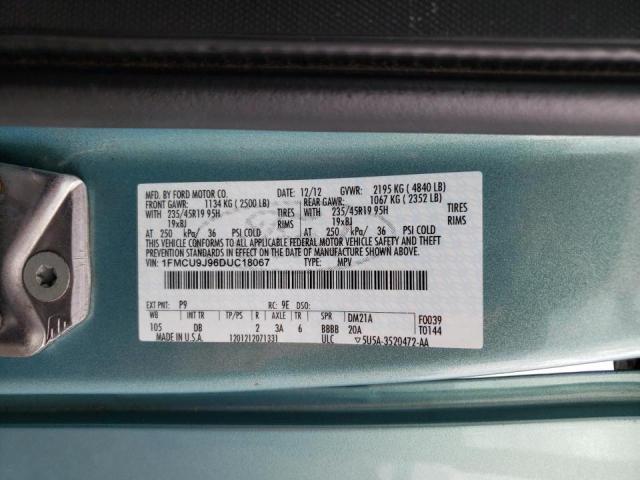 MFD. BY FORD MOTOR CO.
DATE: 12/12 GVWR: 2195 KG ( 4840 LB)
FRONT GAWR: 1134 KG ( 2500 LB) REAR GAWR: 1067 KG ( 2352 LB)
WITH 235/45R19 95H TIRES WITH 235/45R19 95H TIRES
19x8J RIMS 19x8J RIMS
AT 250 kPa/ 36 PSI COLD AT 250 kPa/ 36 PSI COLD
THIS VEHICLE CONFORMS TO ALL APPLICABLE FEDERAL MOTOR VEHICLE SAFETY AND BUMPER
STANDARDS IN EFFECT ON THE DATE OF MANUFACTURE SHOWN ABOVE.
VIN: 1FMCU9J96DUC18067 TYPE: MPV
EXT PNT: P9 RC: 9E DSO:
WB INT TR TP/PS R AXLE TR SPR DM21A F0039
105 DB 2 3A 6 BBBB 20A T0144
MADE IN U.S.A. 1201212071331 ULC 5U5A-3520472-AA